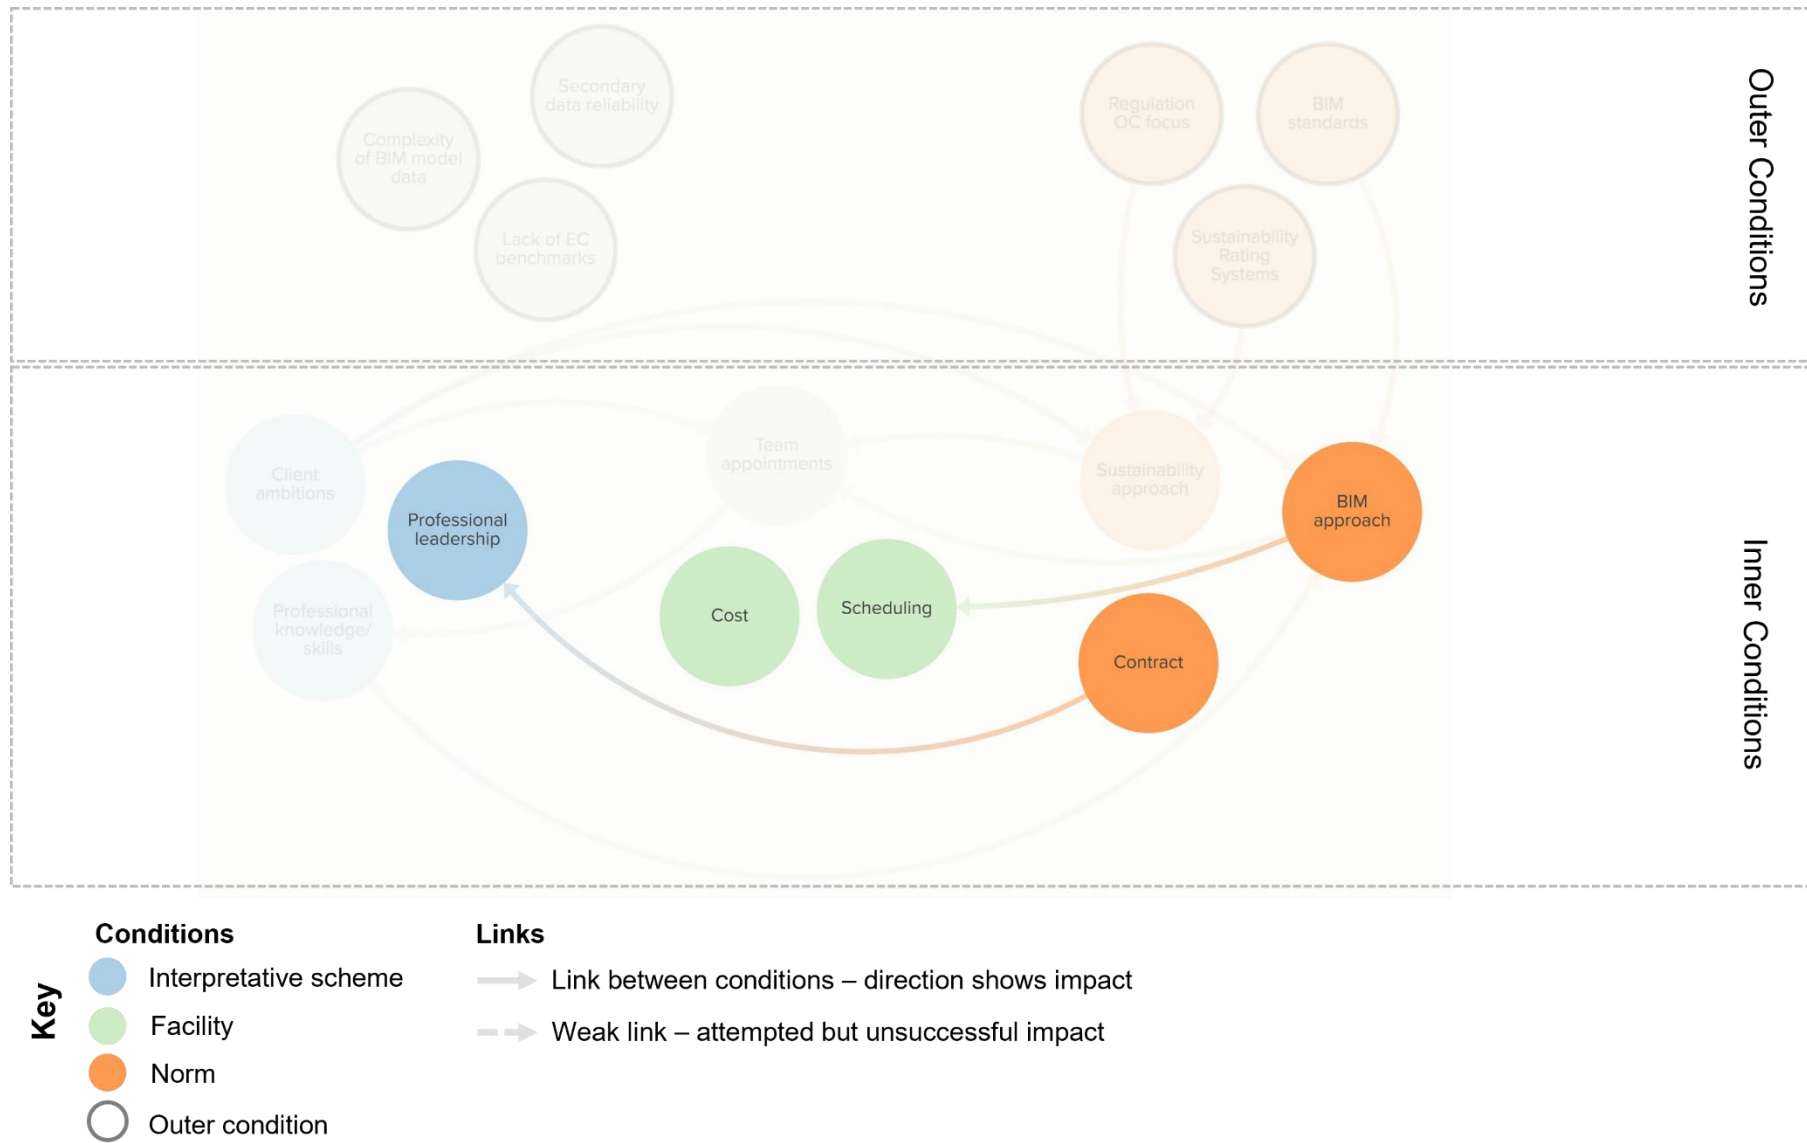 Secondary
data reliability
Complexity
of BIM model
data
Lack of EC
benchmarks
Regulation
OC focus
BIM
standards
Sustainability
Rating
Systems
Outer Conditions
Client
ambitions
Professional
leadership
Professional
knowledge/
skills
Team
appointments
Cost
Scheduling
Sustainability
approach
BIM
approach
Contract
Inner Conditions
Key
Conditions
Interpretative scheme
Facility
Norm
Outer condition
Links
Link between conditions – direction shows impact
Weak link – attempted but unsuccessful impact